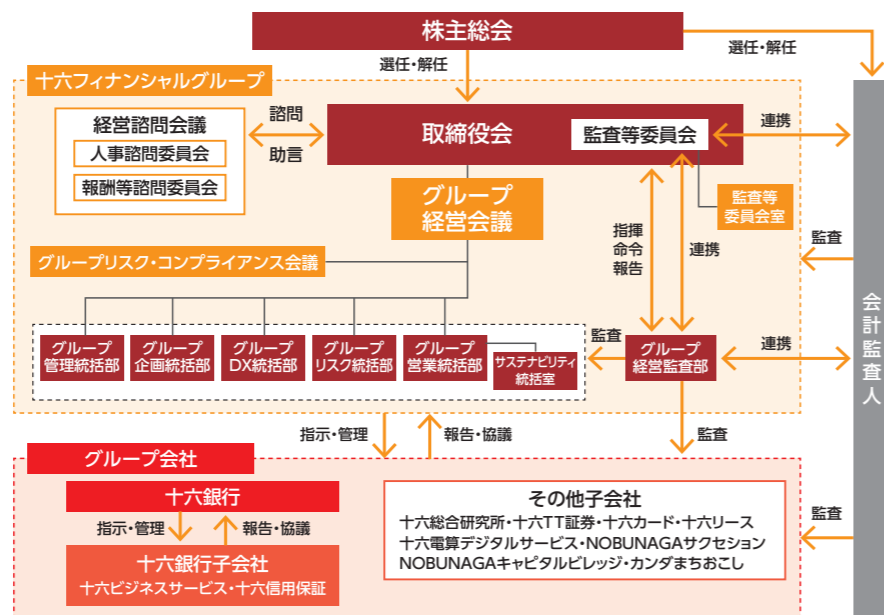 株主総会
選任・解任
選任・解任
十六フィナンシャルグループ
経営諮問会議
人事諮問委員会
報酬等諮問委員会
諮問
助言
取締役会
監査等委員会
連携
グループ
経営会議
監査等
委員会室
指揮
命令
報告
連携
監査
グループリスク・コンプライアンス会議
会計監査人
グループ
管理統括部
グループ
企画統括部
グループ
DX統括部
グループ
リスク統括部
グループ
営業統括部
サステナビリティ
統括室
監査
グループ
経営監査部
連携
指示・管理
報告・協議
監査
グループ会社
十六銀行
指示・管理
報告・協議
十六銀行子会社
十六ビジネスサービス・十六信用保証
その他子会社
十六総合研究所・十六TT証券・十六カード・十六リース
十六電算デジタルサービス・NOBUNAGAサクセション
NOBUNAGAキャピタルビレッジ・カンダまちおこし
監査